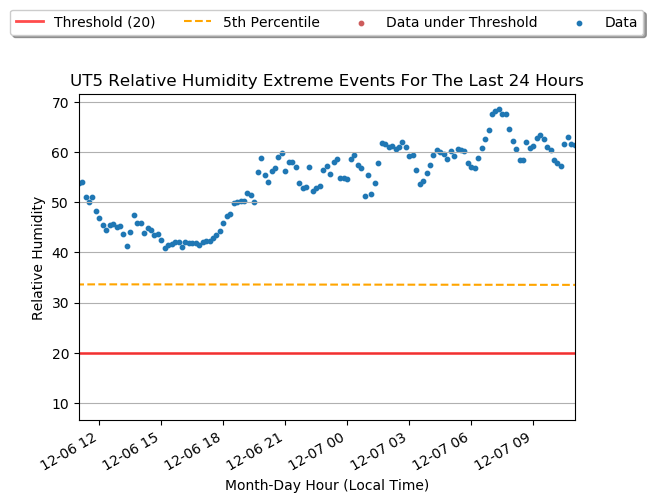 Threshold (20) 5th Percentile Data under Threshold Data
UT5 Relative Humidity Extreme Events For The Last 24 Hours
Relative Humidity
70
60
50
40
30
20
10
12-06 12 12-06 15 12-06 18 12-06 21 12-07 00 12-07 03 12-07 06 12-07 09
Month-Day Hour (Local Time)